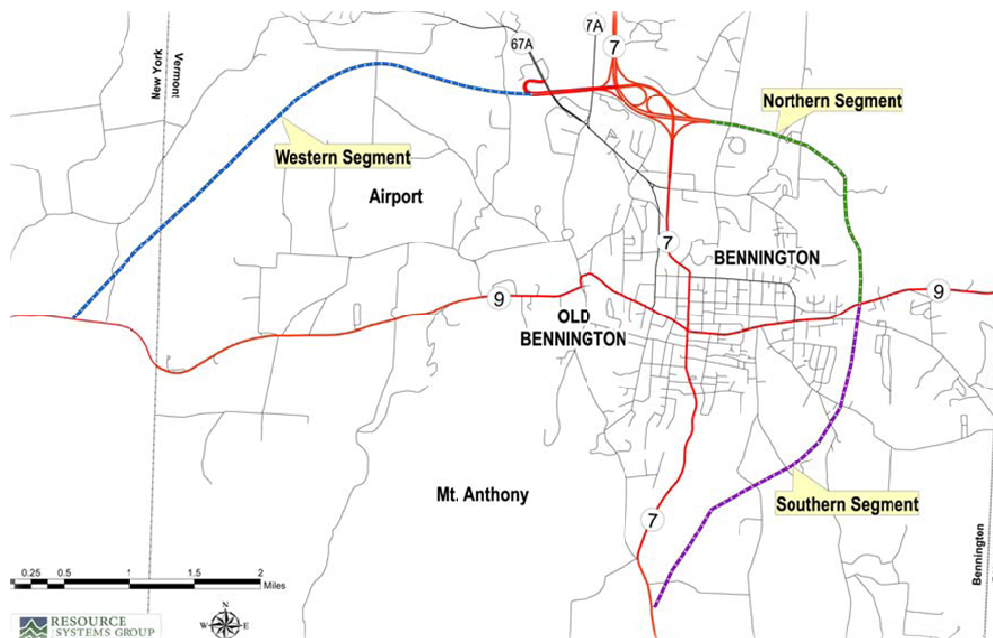 7A
7
67A
New York
Vermont
Northern Segment
Western Segment
Airport
7
BENNINGTON
9
9
OLD
BENNINGTON
Mt. Anthony
Southern Segment
7
Bennington
0.25 0.5 1 1.5 2
Miles
N
W E
S
RESOURCE
SYSTEMS GROUP